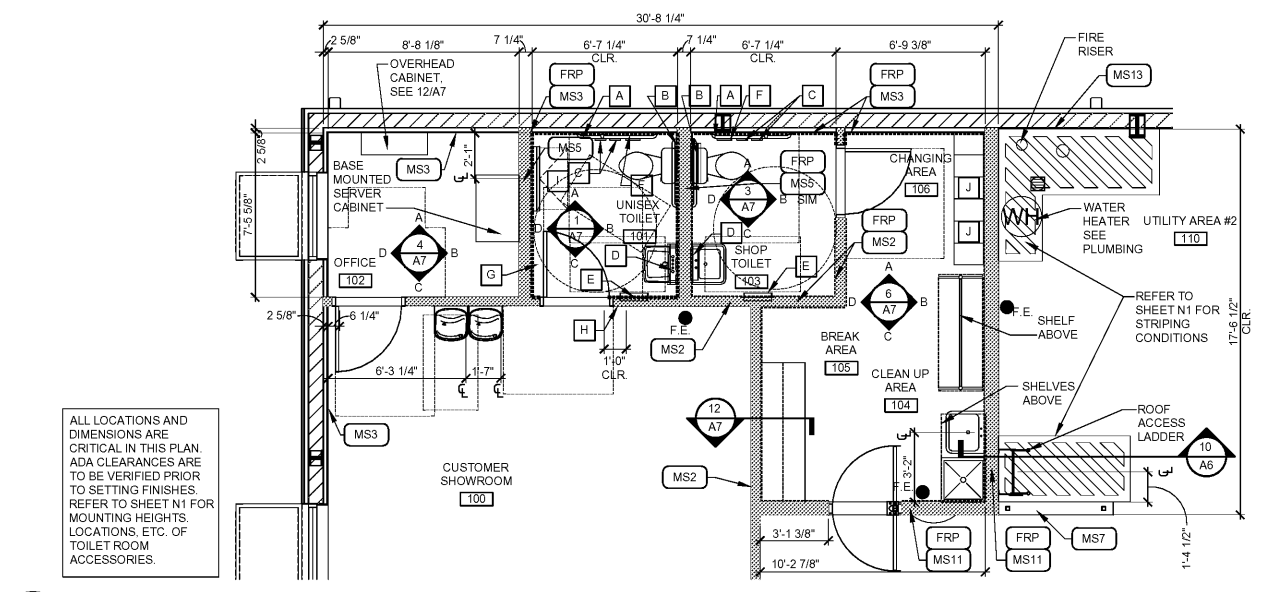 30'-8 1/4"
2 5/8"
8'-8 1/8"
7 1/4"
6'-7 1/4"
CLR.
7 1/4"
6'-7 1/4"
CLR.
6'-9 3/8"
FIRE
RISER
OVERHEAD
CABINET,
SEE 12/A7
FRP
MS3
A
B
B
A
F
C
FRP
MS3
MS13
2 5/8"
7'-5 5/8"
BASE
MOUNTED
SERVER
CABINET
MS3
2'-1"
MS5
I
C
F
UNISEX
TOILET
101
A
D
B
C
1
A7
D
E
G
H
FRP
MS5
SIM
A
D
B
C
3
A7
D
SHOP
TOILET
103
E
CHANGING
AREA
106
J
J
FRP
MS2
WH
WATER
HEATER
SEE
PLUMBING
UTILITY AREA #2
110
A
D
B
C
4
A7
OFFICE
102
2 5/8"
6 1/4"
6'-3 1/4"
1'-7"
1'-0"
CLR.
F.E.
MS2
A
D
B
C
6
A7
BREAK
AREA
105
F.E.
SHELF
ABOVE
REFER TO
SHEET N1 FOR
STRIPING
CONDITIONS
17'-6 1/2"
CLR.
CLEAN UP
AREA
104
SHELVES
ABOVE
ROOF
ACCESS
LADDER
12
A7
10
A6
MS3
ALL LOCATIONS AND
DIMENSIONS ARE
CRITICAL IN THIS PLAN.
ADA CLEARANCES ARE
TO BE VERIFIED PRIOR
TO SETTING FINISHES.
REFER TO SHEET N1 FOR
MOUNTING HEIGHTS.
LOCATIONS, ETC. OF
TOILET ROOM
ACCESSORIES.
CUSTOMER
SHOWROOM
100
MS2
3'-2"
F.E.
3'-1 3/8"
10'-2 7/8"
FRP
MS11
FRP
MS11
MS7
1'-4 1/2"